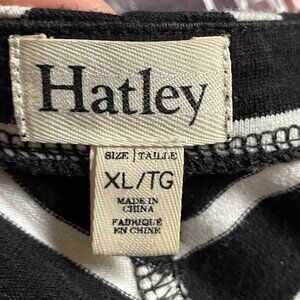 Hatley
SIZE | TAILLE
XL/TG
MADE IN
CHINA
FABRIQUÉ
EN CHINE